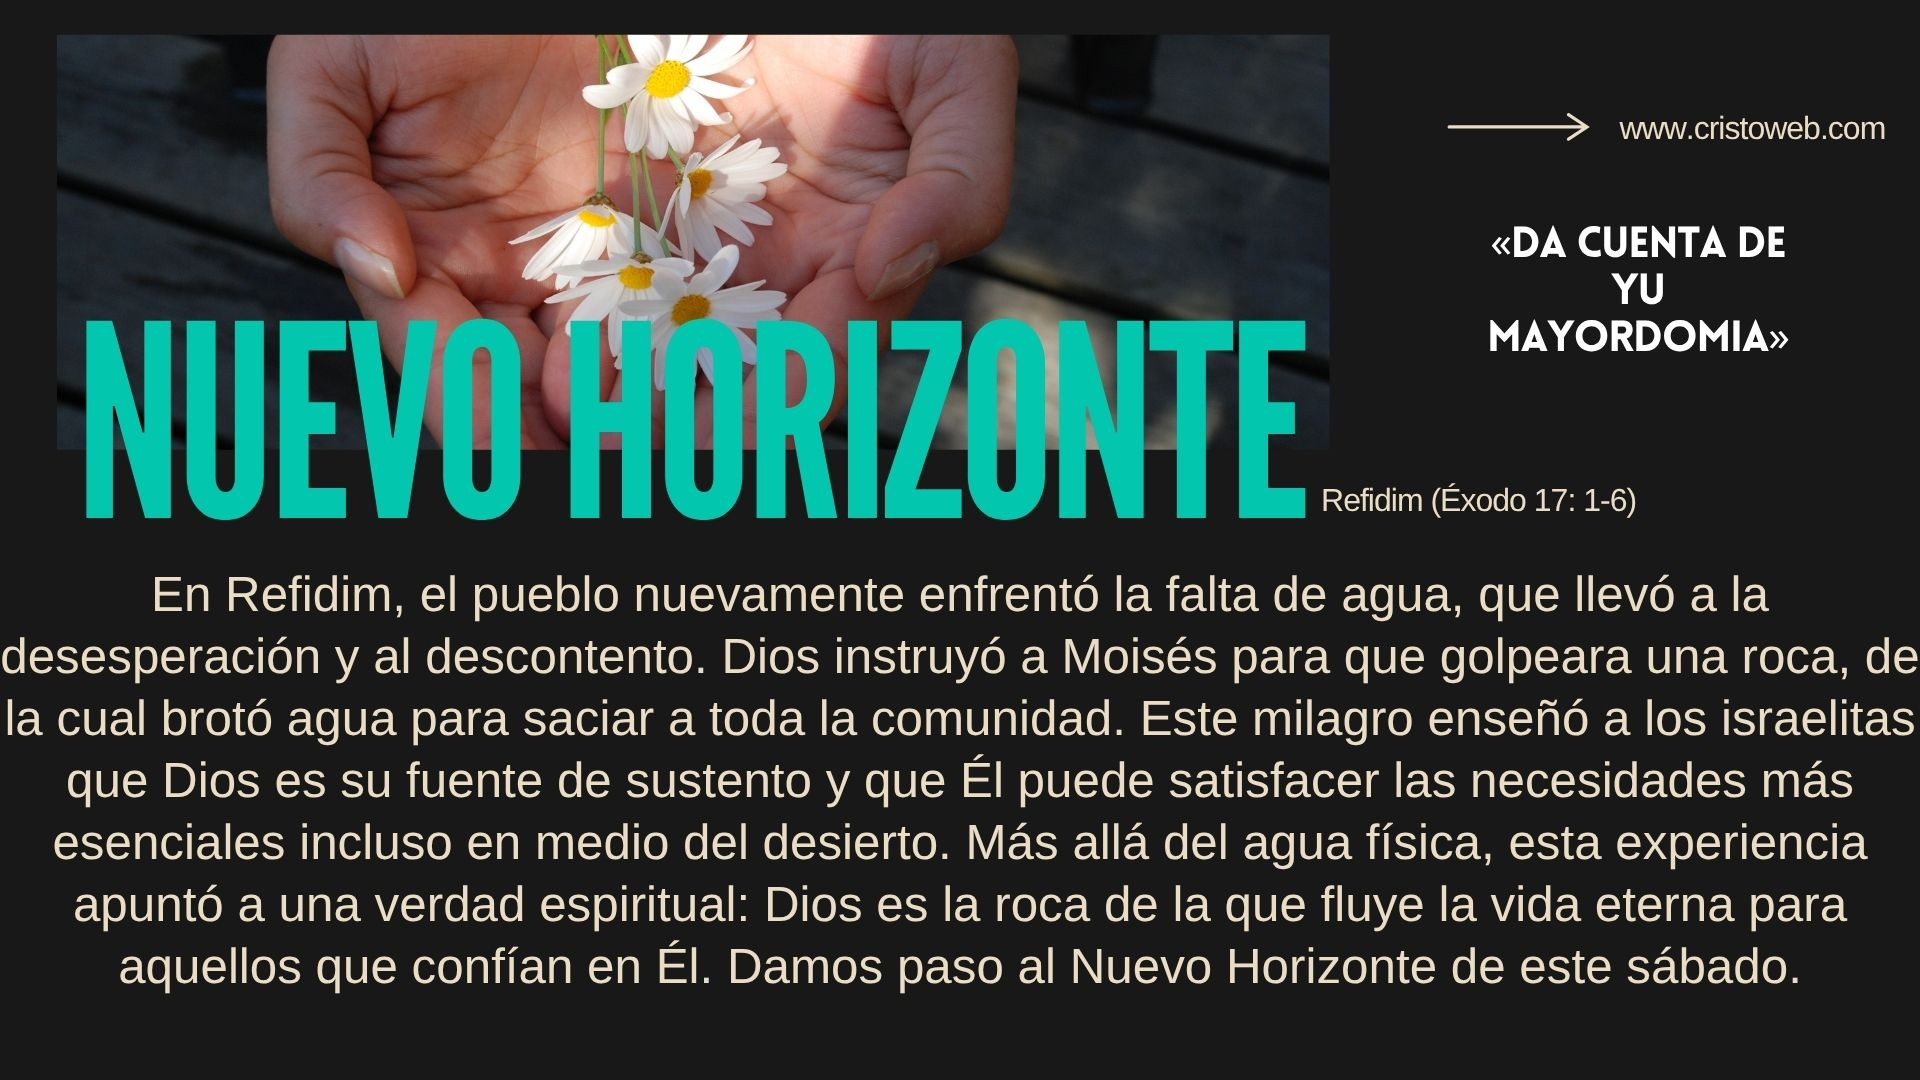 www.cristoweb.com
«DA CUENTA DE
YU
MAYORDOMIA»
NUEVO HORIZONTE
Refidim (Éxodo 17: 1-6)
En Refidim, el pueblo nuevamente enfrentó la falta de agua, que llevó a la
desesperación y al descontento. Dios instruyó a Moisés para que golpeara una roca, de
la cual brotó agua para saciar a toda la comunidad. Este milagro enseñó a los israelitas
que Dios es su fuente de sustento y que Él puede satisfacer las necesidades más
esenciales incluso en medio del desierto. Más allá del agua física, esta experiencia
apuntó a una verdad espiritual: Dios es la roca de la que fluye la vida eterna para
aquellos que confían en Él. Damos paso al Nuevo Horizonte de este sábado.